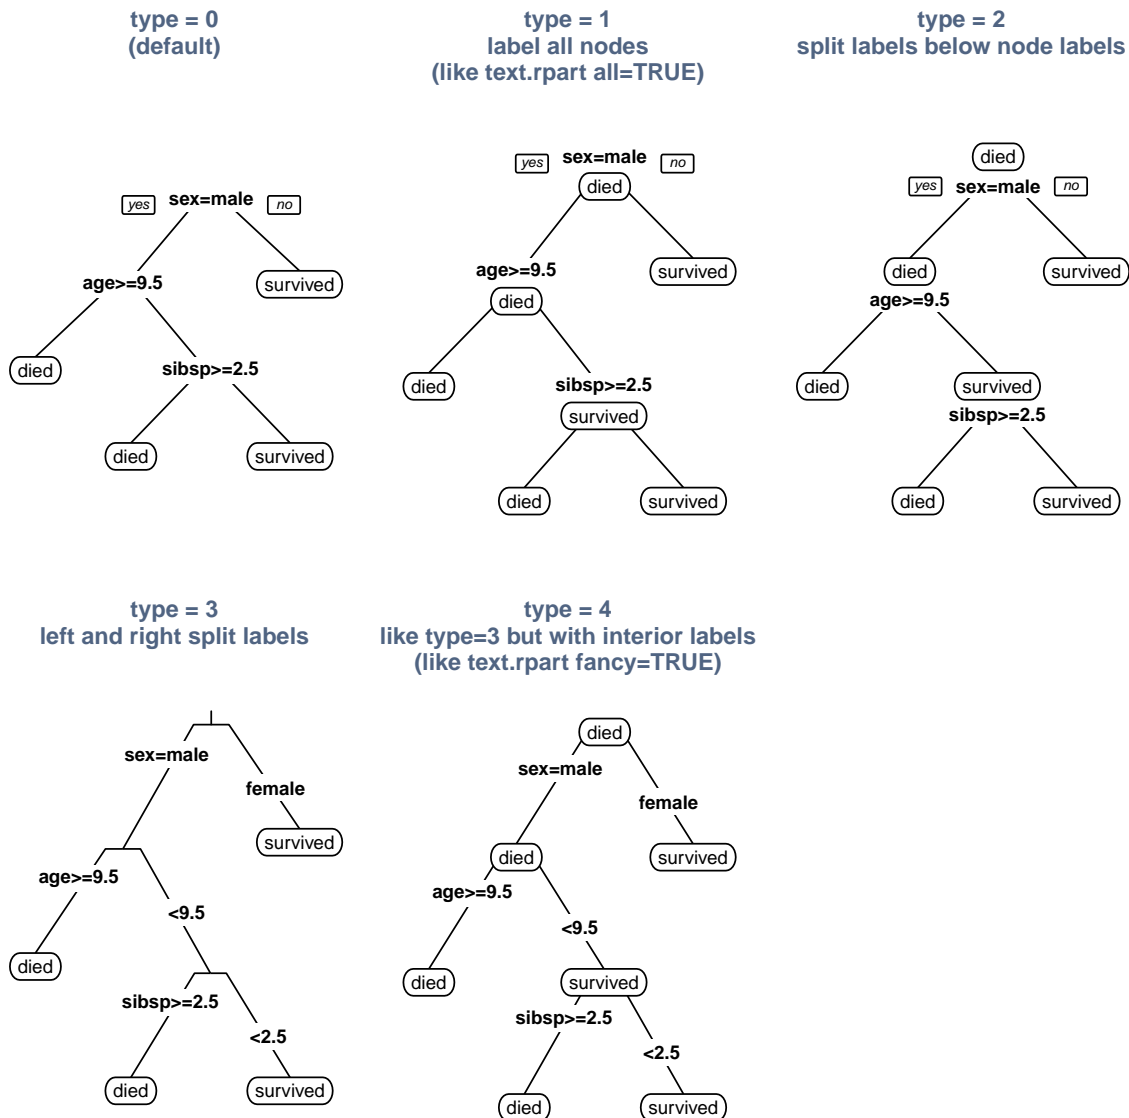 type = 0
(default)
yes sex=male no
age>=9.5 survived
died sibsp>=2.5
died survived
type = 1
label all nodes
(like text.rpart all=TRUE)
yes sex=male no
died
age>=9.5 survived
died
died sibsp>=2.5
survived
died survived
type = 2
split labels below node labels
died
yes sex=male no
died survived
age>=9.5
died survived
sibsp>=2.5
died survived
type = 3
left and right split labels
sex=male
female
survived
age>=9.5
<9.5
died
sibsp>=2.5
<2.5
died survived
type = 4
like type=3 but with interior labels
(like text.rpart fancy=TRUE)
died
sex=male
female
died survived
age>=9.5
<9.5
died survived
sibsp>=2.5
<2.5
died survived